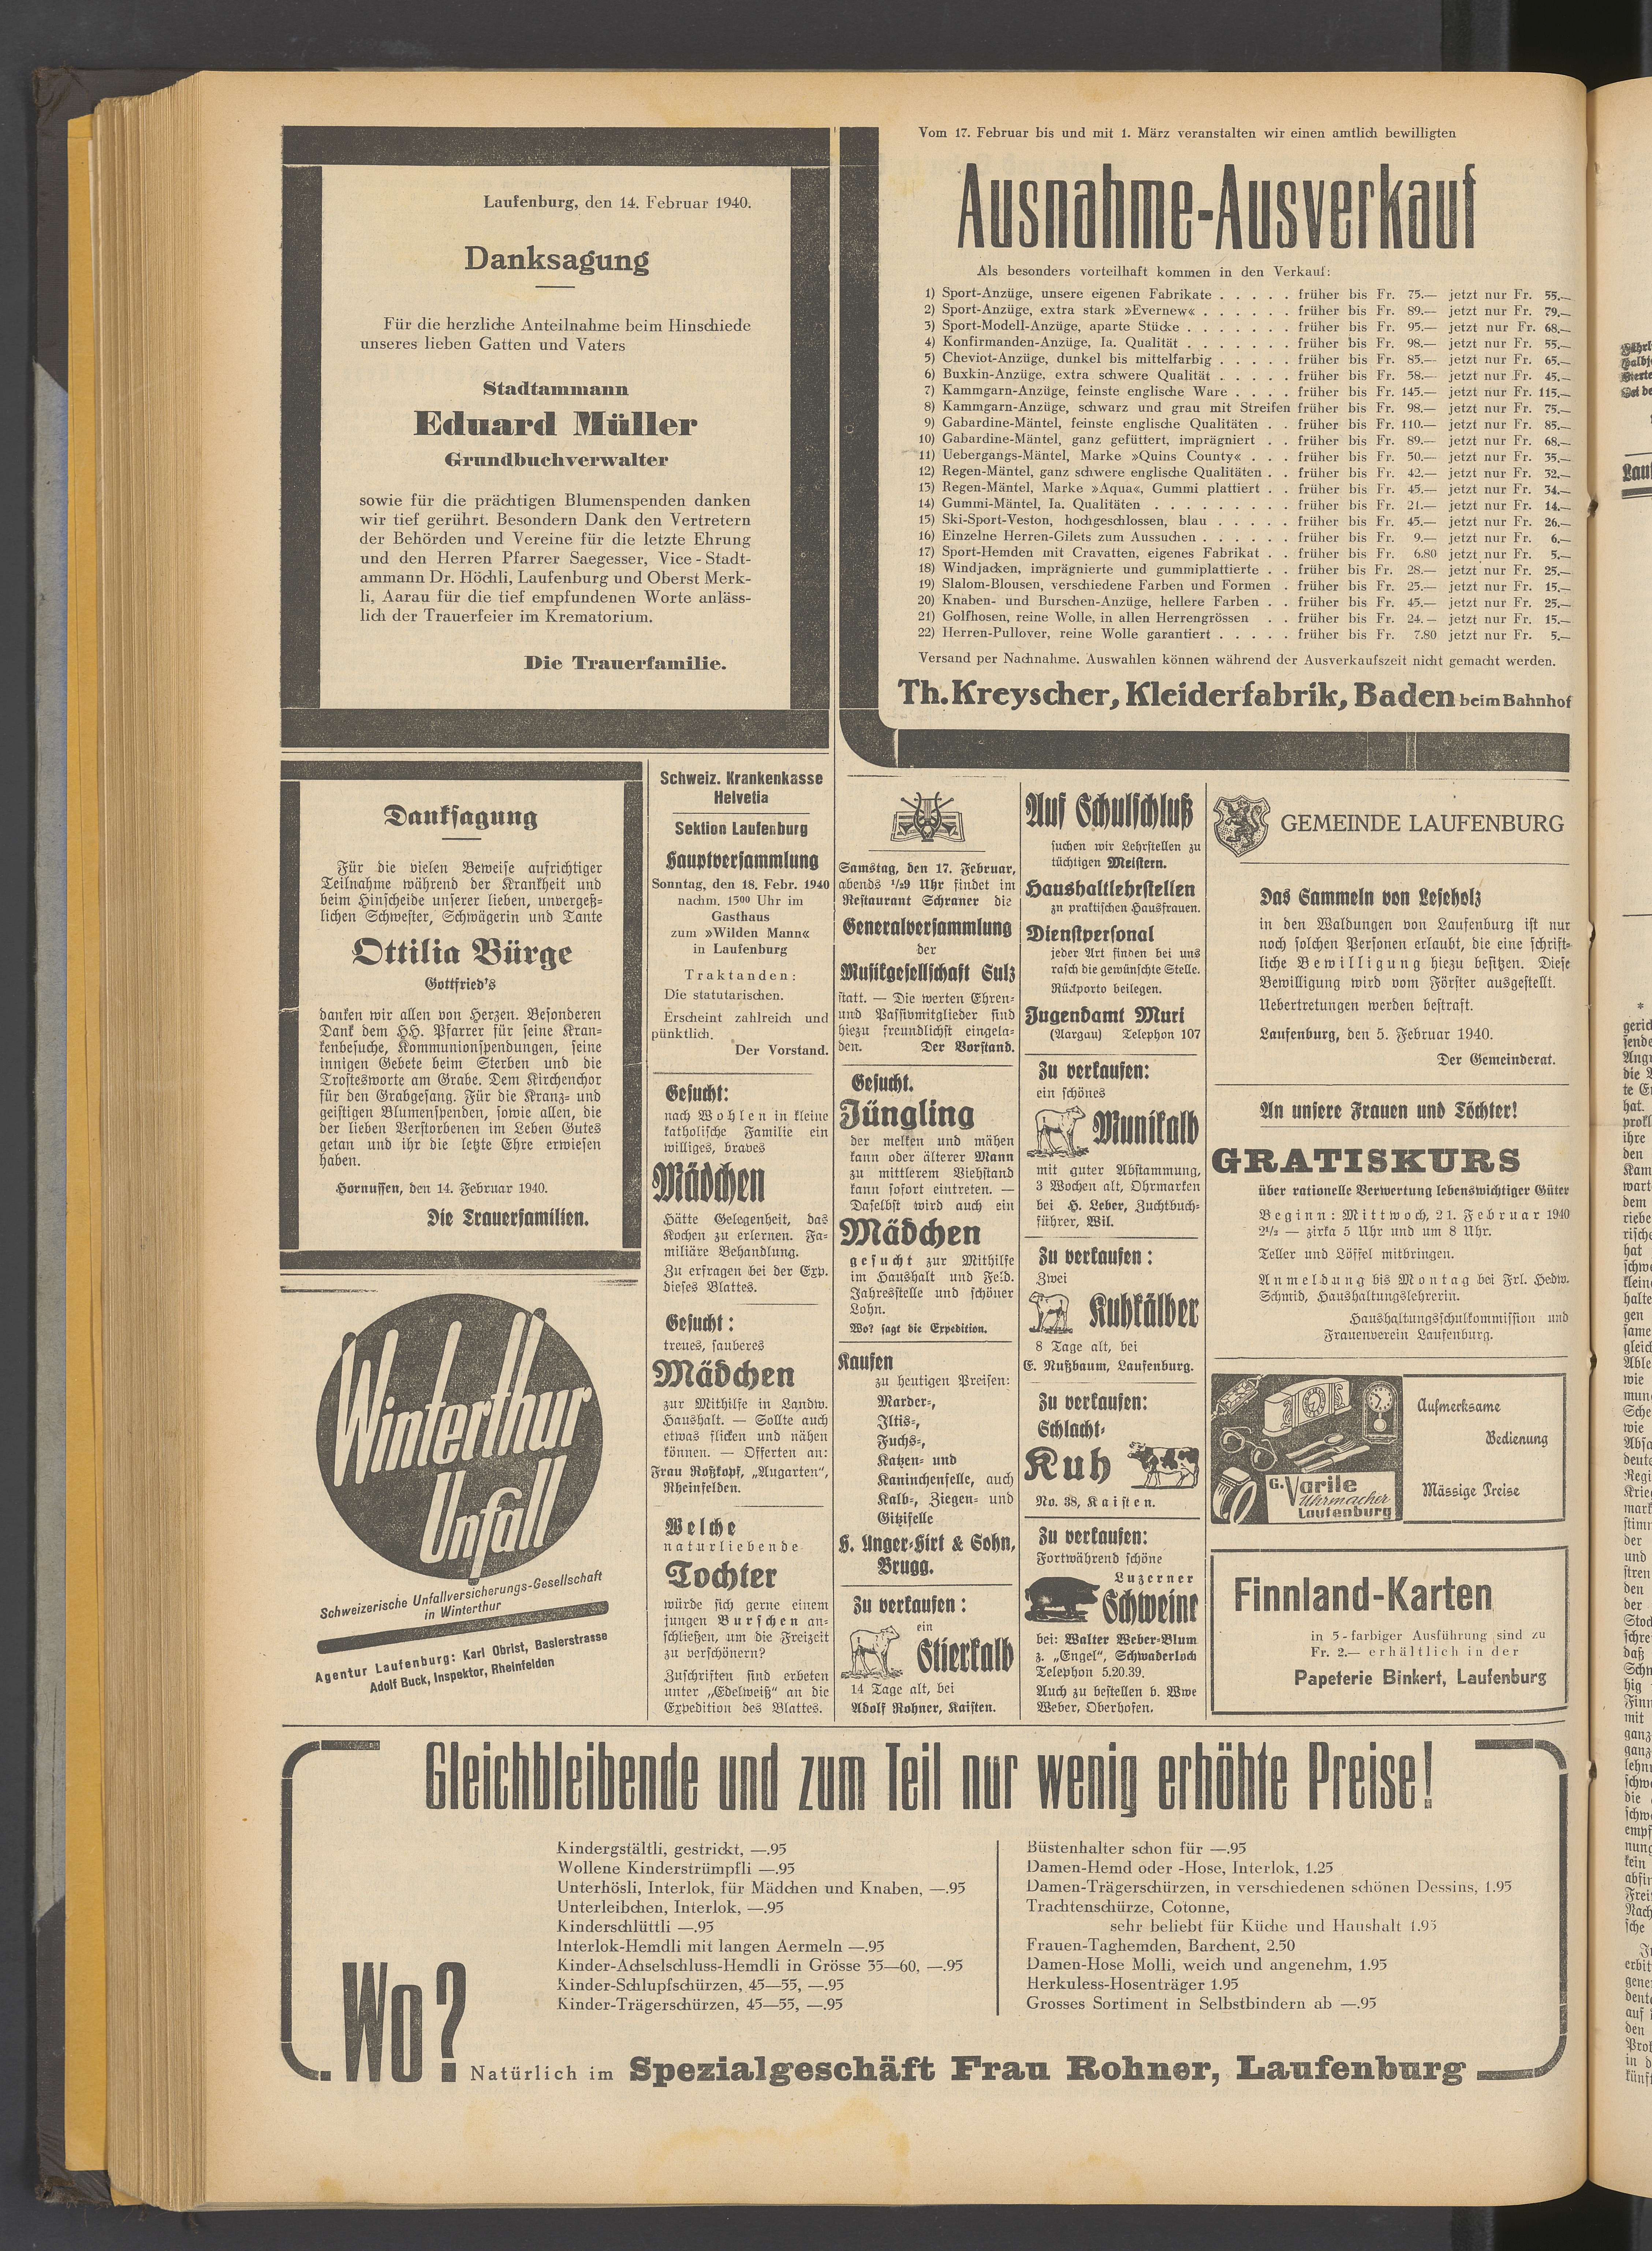 Laufenburg, den 14. Februar 1940.
Danksagung
Für die herzliche Anteilnahme beim Hinschiede
unseres lieben Gatten und Vaters
Stadtammann
Eduard Müller
Grundbuchverwalter
sowie für die prächtigen Blumenspenden danken
wir tief gerührt. Besondern Dank den Vertretern
der Behörden und Vereine für die letzte Ehrung
und den Herren Pfarrer Saegesser, Vice-Stadt-
ammann Dr. Höchli, Laufenburg und Oberst Merk-
li, Aarau für die tief empfundenen Worte anläss-
lich der Trauerfeier im Krematorium.
Die Trauerfamilie.
Vom 17. Februar bis und mit 1. März veranstalten wir einen amtlich bewilligten
Ausnahme-Ausverkauf
Als besonders vorteilhaft kommen in den Verkauf:
1) Sport-Anzüge, unsere eigenen Fabrikate . . . . . früher bis Fr. 75.— jetzt nur Fr. 55.—
2) Sport-Anzüge, extra stark »Evernew« . . . . . . früher bis Fr. 89.— jetzt nur Fr. 79.—
3) Sport-Modell-Anzüge, aparte Stücke . . . . . . . früher bis Fr. 95.— jetzt nur Fr. 68.—
4) Konfirmanden-Anzüge, Ia. Qualität . . . . . . . früher bis Fr. 98.— jetzt nur Fr. 55.—
5) Cheviot-Anzüge, dunkel bis mittelfarbig . . . . . früher bis Fr. 85.— jetzt nur Fr. 65.—
6) Buxkin-Anzüge, extra schwere Qualität . . . . . früher bis Fr. 58.— jetzt nur Fr. 45.—
7) Kammgarn-Anzüge, feinste englische Ware . . . . früher bis Fr. 145.— jetzt nur Fr. 115.—
8) Kammgarn-Anzüge, schwarz und grau mit Streifen früher bis Fr. 98.— jetzt nur Fr. 75.—
9) Gabardine-Mäntel, feinste englische Qualitäten . . früher bis Fr. 110.— jetzt nur Fr. 85.—
10) Gabardine-Mäntel, ganz gefüttert, imprägniert . . früher bis Fr. 89.— jetzt nur Fr. 68.—
11) Uebergangs-Mäntel, Marke »Quins County« . . . früher bis Fr. 50.— jetzt nur Fr. 35.—
12) Regen-Mäntel, ganz schwere englische Qualitäten . . früher bis Fr. 42.— jetzt nur Fr. 32.—
13) Regen-Mäntel, Marke »Aqua«, Gummi plattiert . . früher bis Fr. 45.— jetzt nur Fr. 34.—
14) Gummi-Mäntel, Ia. Qualitäten . . . . . . . . . früher bis Fr. 21.— jetzt nur Fr. 14.—
15) Ski-Sport-Veston, hochgeschlossen, blau . . . . . früher bis Fr. 45.— jetzt nur Fr. 26.—
16) Einzelne Herren-Gilets zum Aussuchen . . . . . . früher bis Fr. 9.— jetzt nur Fr. 6.—
17) Sport-Hemden mit Cravatten, eigenes Fabrikat . . früher bis Fr. 6.80 jetzt nur Fr. 5.—
18) Windjacken, imprägnierte und gummiplattierte . . früher bis Fr. 28.— jetzt nur Fr. 25.—
19) Slalom-Blousen, verschiedene Farben und Formen . früher bis Fr. 25.— jetzt nur Fr. 15.—
20) Knaben- und Burschen-Anzüge, hellere Farben . . früher bis Fr. 45.— jetzt nur Fr. 25.—
21) Golfhosen, reine Wolle, in allen Herrengrössen . . früher bis Fr. 24.— jetzt nur Fr. 15.—
22) Herren-Pullover, reine Wolle garantiert . . . . . früher bis Fr. 7.80 jetzt nur Fr. 5.—
Versand per Nachnahme. Auswahlen können während der Ausverkaufszeit nicht gemacht werden.
Th. Kreyscher, Kleiderfabrik, Baden beim Bahnhof
Danksagung
Für die vielen Beweise aufrichtiger
Teilnahme während der Krankheit und
beim Hinscheide unserer lieben, unvergeß-
lichen Schwester, Schwägerin und Tante
Ottilia Bürge
Gottfried's
danken wir allen von Herzen. Besonderen
Dank dem HH. Pfarrer für seine Kran-
kenbesuche, Kommunionspendungen, seine
innigen Gebete beim Sterben und die
Trostesworte am Grabe. Dem Kirchenchor
für den Grabgesang. Für die Kranz- und
geistigen Blumenspenden, sowie allen, die
der lieben Verstorbenen im Leben Gutes
getan und ihr die letzte Ehre erwiesen
haben.
Hornussen, den 14. Februar 1940.
Die Trauerfamilien.
Winterthur
Unfall
Schweizerische Unfallversicherungs-Gesellschaft
in Winterthur
Agentur Laufenburg: Karl Obrist, Baslerstrasse
Adolf Buck, Inspektor, Rheinfelden
Schweiz. Krankenkasse
Helvetia
Sektion Laufenburg
Hauptversammlung
Sonntag, den 18. Febr. 1940
nachm. 1500 Uhr im
Gasthaus
zum »Wilden Mann«
in Laufenburg
Traktanden:
Die statutarischen.
Erscheint zahlreich und
pünktlich.
Der Vorstand.
Gesucht:
nach Wohlen in kleine
katholische Familie ein
williges, braves
Mädchen
Hätte Gelegenheit, das
Kochen zu erlernen. Fa-
miliäre Behandlung.
Zu erfragen bei der Exp.
dieses Blattes.
Gesucht:
treues, sauberes
Mädchen
zur Mithilfe in Landw.
Haushalt. — Sollte auch
etwas flicken und nähen
können. — Offerten an:
Frau Roßkopf, „Augarten“,
Rheinfelden.
Welche
naturliebende
Tochter
würde sich gerne einem
jungen Burschen an-
schließen, um die Freizeit
zu verschönern?
Zuschriften sind erbeten
unter „Edelweiß“ an die
Expedition des Blattes.
Samstag, den 17. Februar,
abends 1/29 Uhr findet im
Restaurant Schraner die
Generalversammlung
der
Musikgesellschaft Sulz
statt. — Die werten Ehren-
und Passivmitglieder sind
hiezu freundlichst eingela-
den. Der Vorstand.
Gesucht.
Jüngling
der melken und mähen
kann oder älterer Mann
zu mittlerem Viehstand
kann sofort eintreten. —
Daselbst wird auch ein
Mädchen
gesucht zur Mithilfe
im Haushalt und Feld.
Jahresstelle und schöner
Lohn.
Wo? sagt die Expedition.
Kaufen
zu heutigen Preisen:
Marder-,
Iltis-,
Fuchs-,
Katzen- und
Kaninchenfelle, auch
Kalb-, Ziegen- und
Gitzifelle
H. Unger-Hirt & Sohn,
Brugg.
Zu verkaufen:
ein
Stierkalb
14 Tage alt, bei
Adolf Rohner, Kaisten.
Auf Schulschluß
suchen wir Lehrstellen zu
tüchtigen Meistern.
Haushaltlehrstellen
zu praktischen Hausfrauen.
Dienstpersonal
jeder Art finden bei uns
rasch die gewünschte Stelle.
Rückporto beilegen.
Jugendamt Muri
(Aargau) Telephon 107
Zu verkaufen:
ein schönes
Munikalb
mit guter Abstammung,
3 Wochen alt, Ohrmarken
bei H. Leber, Zuchtbuch-
führer, Wil.
Zu verkaufen:
Zwei
Kuhkälber
8 Tage alt, bei
E. Nußbaum, Laufenburg.
Zu verkaufen:
Schlacht-
Kuh
No. 38, Kaisten.
Zu verkaufen:
Fortwährend schöne
Luzerner
Schweine
bei: Walter Weber-Blum
z. „Engel“, Schwaderloch
Telephon 5.20.39.
Auch zu bestellen b. Wwe
Weber, Oberhofen.
GEMEINDE LAUFENBURG
Das Sammeln von Leseholz
in den Waldungen von Laufenburg ist nur
noch solchen Personen erlaubt, die eine schrift-
liche Bewilligung hiezu besitzen. Diese
Bewilligung wird vom Förster ausgestellt.
Uebertretungen werden bestraft.
Laufenburg, den 5. Februar 1940.
Der Gemeinderat.
An unsere Frauen und Töchter!
GRATISKURS
über rationelle Verwertung lebenswichtiger Güter
Beginn: Mittwoch, 21. Februar 1940
2 1/2 — zirka 5 Uhr und um 8 Uhr.
Teller und Löffel mitbringen.
Anmeldung bis Montag bei Frl. Hedw.
Schmid, Haushaltungslehrerin.
Haushaltungsschulkommission und
Frauenverein Laufenburg.
G. Varile
Uhrmacher
Laufenburg
Aufmerksame
Bedienung
Mässige Preise
Finnland-Karten
in 5-farbiger Ausführung sind zu
Fr. 2.— erhältlich in der
Papeterie Binkert, Laufenburg
Gleichbleibende und zum Teil nur wenig erhöhte Preise!
Kindergstältli, gestrickt, —.95
Wollene Kinderstrümpfli —.95
Unterhösli, Interlok, für Mädchen und Knaben, —.95
Unterleibchen, Interlok, —.95
Kinderschlüttli —.95
Interlok-Hemdli mit langen Aermeln —.95
Kinder-Achselschluss-Hemdli in Grösse 35—60, —.95
Kinder-Schlupfschürzen, 45—55, —.95
Kinder-Trägerschürzen, 45—55, —.95
Büstenhalter schon für —.95
Damen-Hemd oder -Hose, Interlok, 1.25
Damen-Trägerschürzen, in verschiedenen schönen Dessins, 1.95
Trachtenschürze, Cotonne,
sehr beliebt für Küche und Haushalt 1.95
Frauen-Taghemden, Barchent, 2.50
Damen-Hose Molli, weich und angenehm, 1.95
Herkuless-Hosenträger 1.95
Grosses Sortiment in Selbstbindern ab —.95
Wo? Natürlich im Spezialgeschäft Frau Rohner, Laufenburg